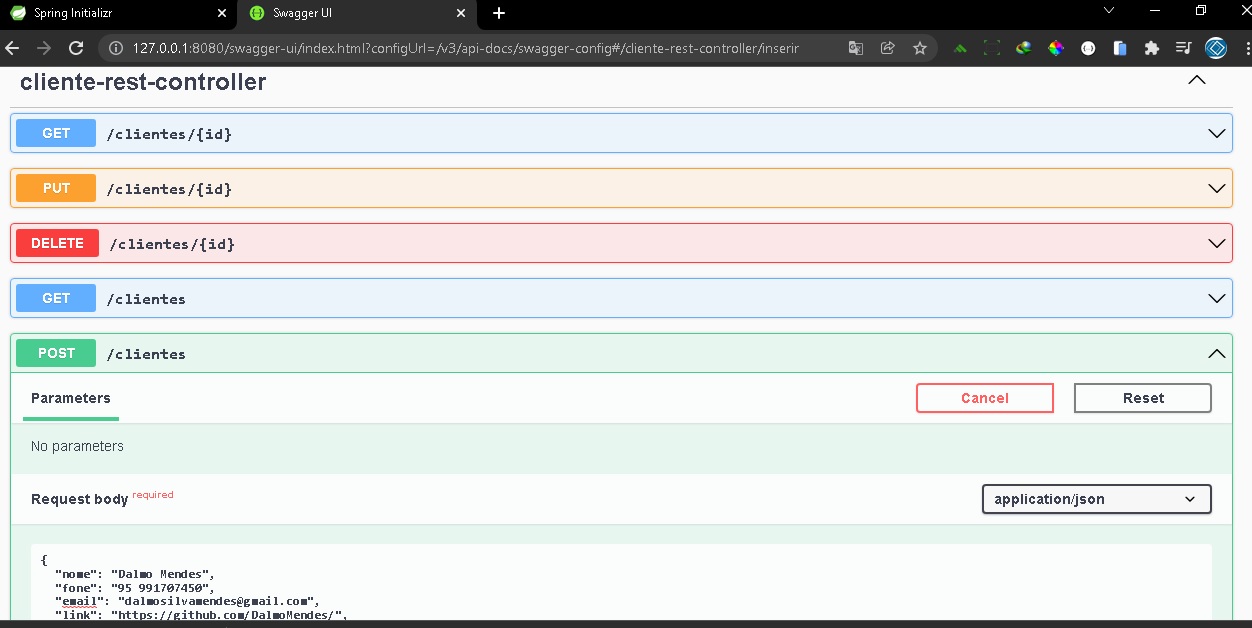 Spring Initializr
Swagger UI
127.0.0.1:8080/swagger-ui/index.html?configUrl=/v3/api-docs/swagger-config#/cliente-rest-controller/inserir
cliente-rest-controller
GET /clientes/{id}
PUT /clientes/{id}
DELETE /clientes/{id}
GET /clientes
POST /clientes
Parameters
Cancel
Reset
No parameters
Request body required
application/json
{
"nome": "Dalmo Mendes",
"fone": "95 991707450",
"email": "dalmosilvamendes@gmail.com",
"link": "https://github.com/DalmoMendes/",